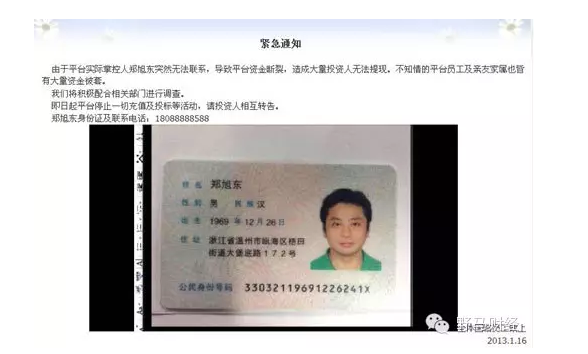 紧急通知
由于平台实际掌控人郑旭东突然无法联系，导致平台资金断裂，造成大量投资人无法提现。不知情的平台员工及亲友家属也皆
有大量资金被套。
我们将积极配合相关部门进行调查。
即日起平台停止一切充值及投标等活动，请投资人相互转告。
郑旭东身份证及联系电话：18088888588
姓名 郑旭东
性别 男 民族 汉
出生 1969 年 12 月 26 日
住址 浙江省温州市瓯海区梧田
街道大堡底路172号
公民身份号码 33032119691226241X
野马财经
2013.1.16